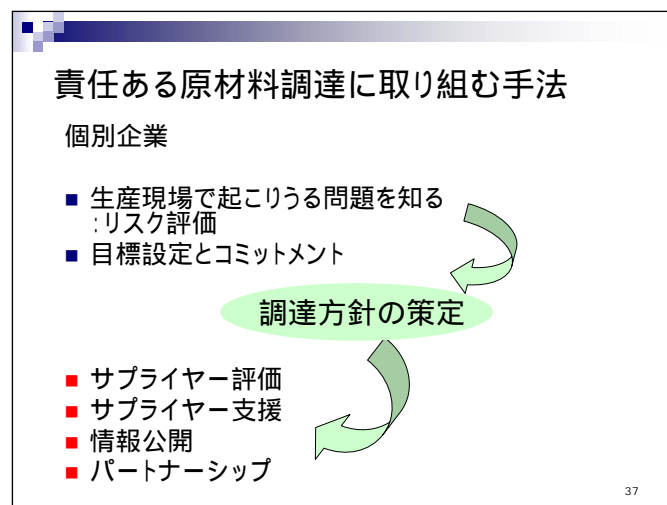 責任ある原材料調達に取り組む手法
個別企業
生産現場で起こりうる問題を知る
:リスク評価
目標設定とコミットメント
調達方針の策定
サプライヤー評価
サプライヤー支援
情報公開
パートナーシップ
37